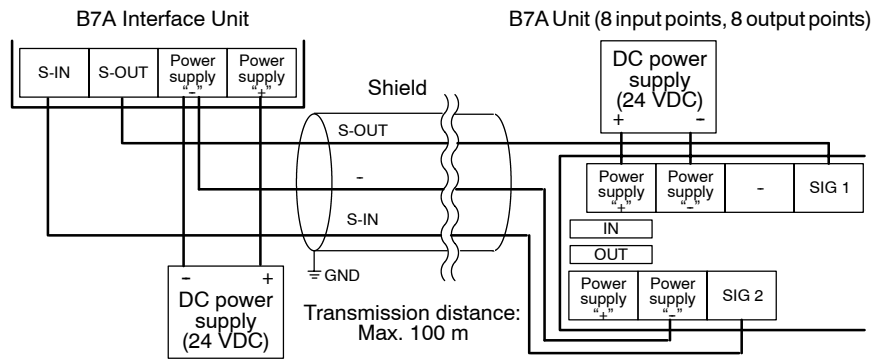 B7A Interface Unit
B7A Unit (8 input points, 8 output points)
S-IN
S-OUT
Power
supply
“-”
Power
supply
“+”
Shield
DC power
supply
(24 VDC)
+
-
S-OUT
-
S-IN
Power
supply
“+”
Power
supply
“-”
-
SIG 1
IN
OUT
Power
supply
“+”
Power
supply
“-”
SIG 2
GND
-
+
DC power
supply
(24 VDC)
Transmission distance:
Max. 100 m